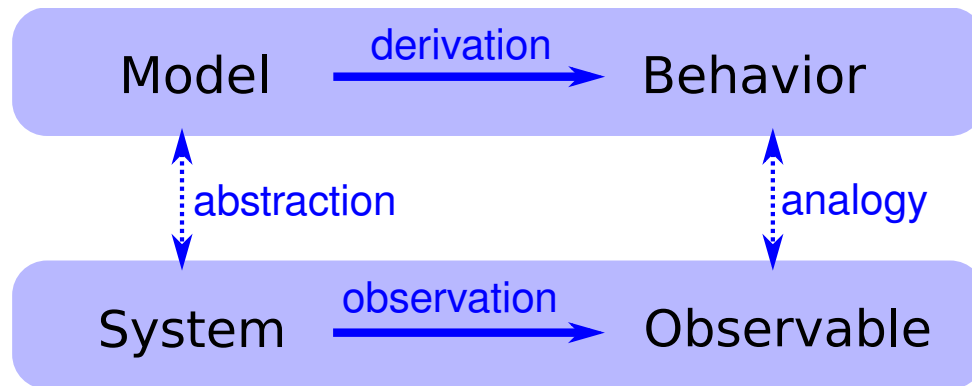 derivation
Model
Behavior
abstraction
analogy
observation
System
Observable